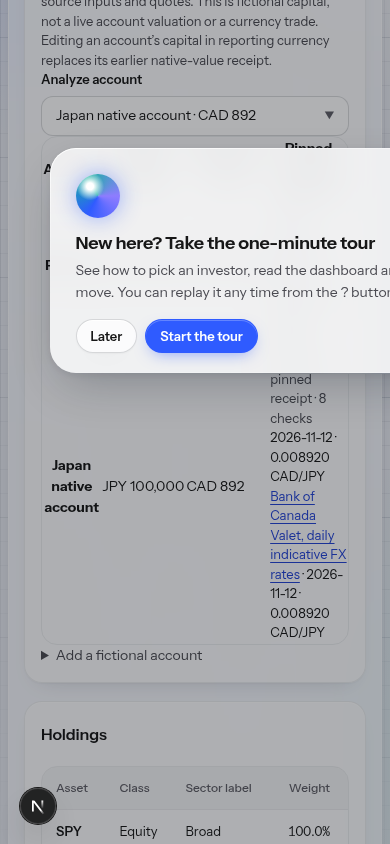 source inputs and quotes. This is fictional capital,
not a live account valuation or a currency trade.
Editing an account's capital in reporting currency
replaces its earlier native-value receipt.
Analyze account
Japan native account · CAD 892
Pinned
New here? Take the one-minute tour
See how to pick an investor, read the dashboard
move. You can replay it any time from the ?
Later
Start the tour
pinned
receipt · 8
checks
2026-11-12 ·
0.008920
CAD/JPY
Japan
native
account
JPY 100,000
CAD 892
Bank of
Canada
Valet, daily
indicative FX
rates · 2026-
11-12 ·
0.008920
CAD/JPY
Add a fictional account
Holdings
Asset Class Sector label Weight
N
SPY Equity Broad 100.0%